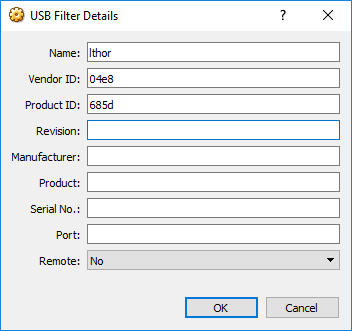 USB Filter Details
?
Name: lthor
Vendor ID: 04e8
Product ID: 685d
Revision:
Manufacturer:
Product:
Serial No.:
Port:
Remote: No
OK Cancel